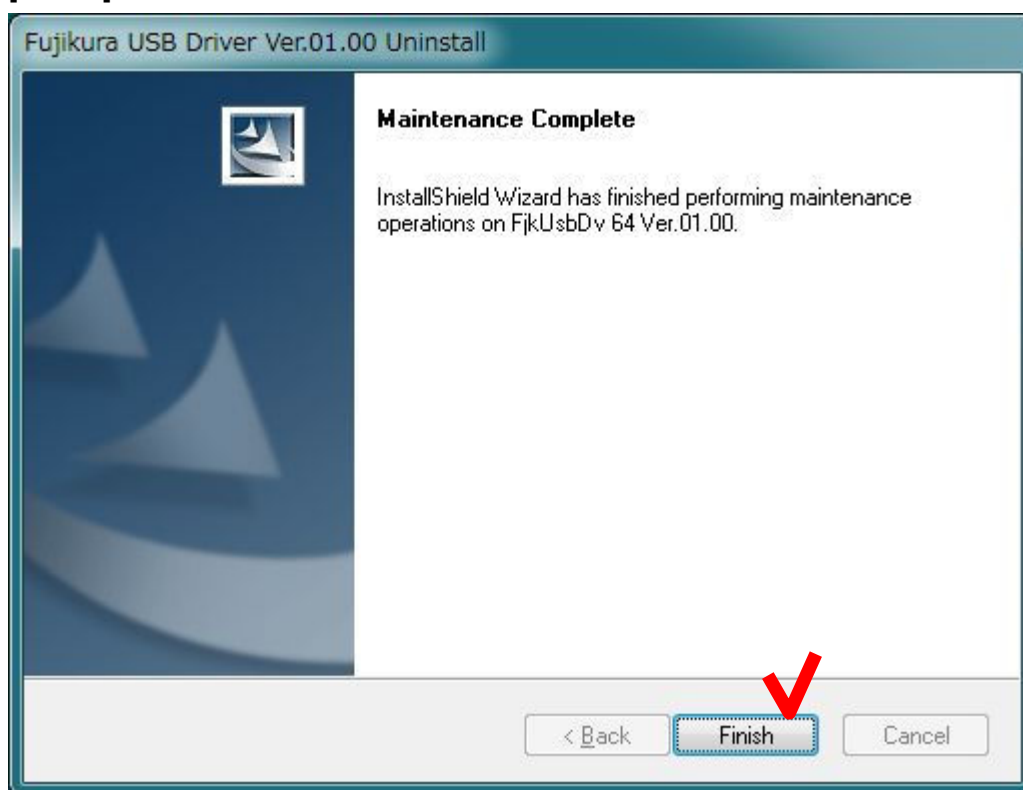 Fujikura USB Driver Ver.01.00 Uninstall
Maintenance Complete
InstallShield Wizard has finished performing maintenance
operations on FjkUsbDv 64 Ver.01.00.
< Back
Finish
Cancel